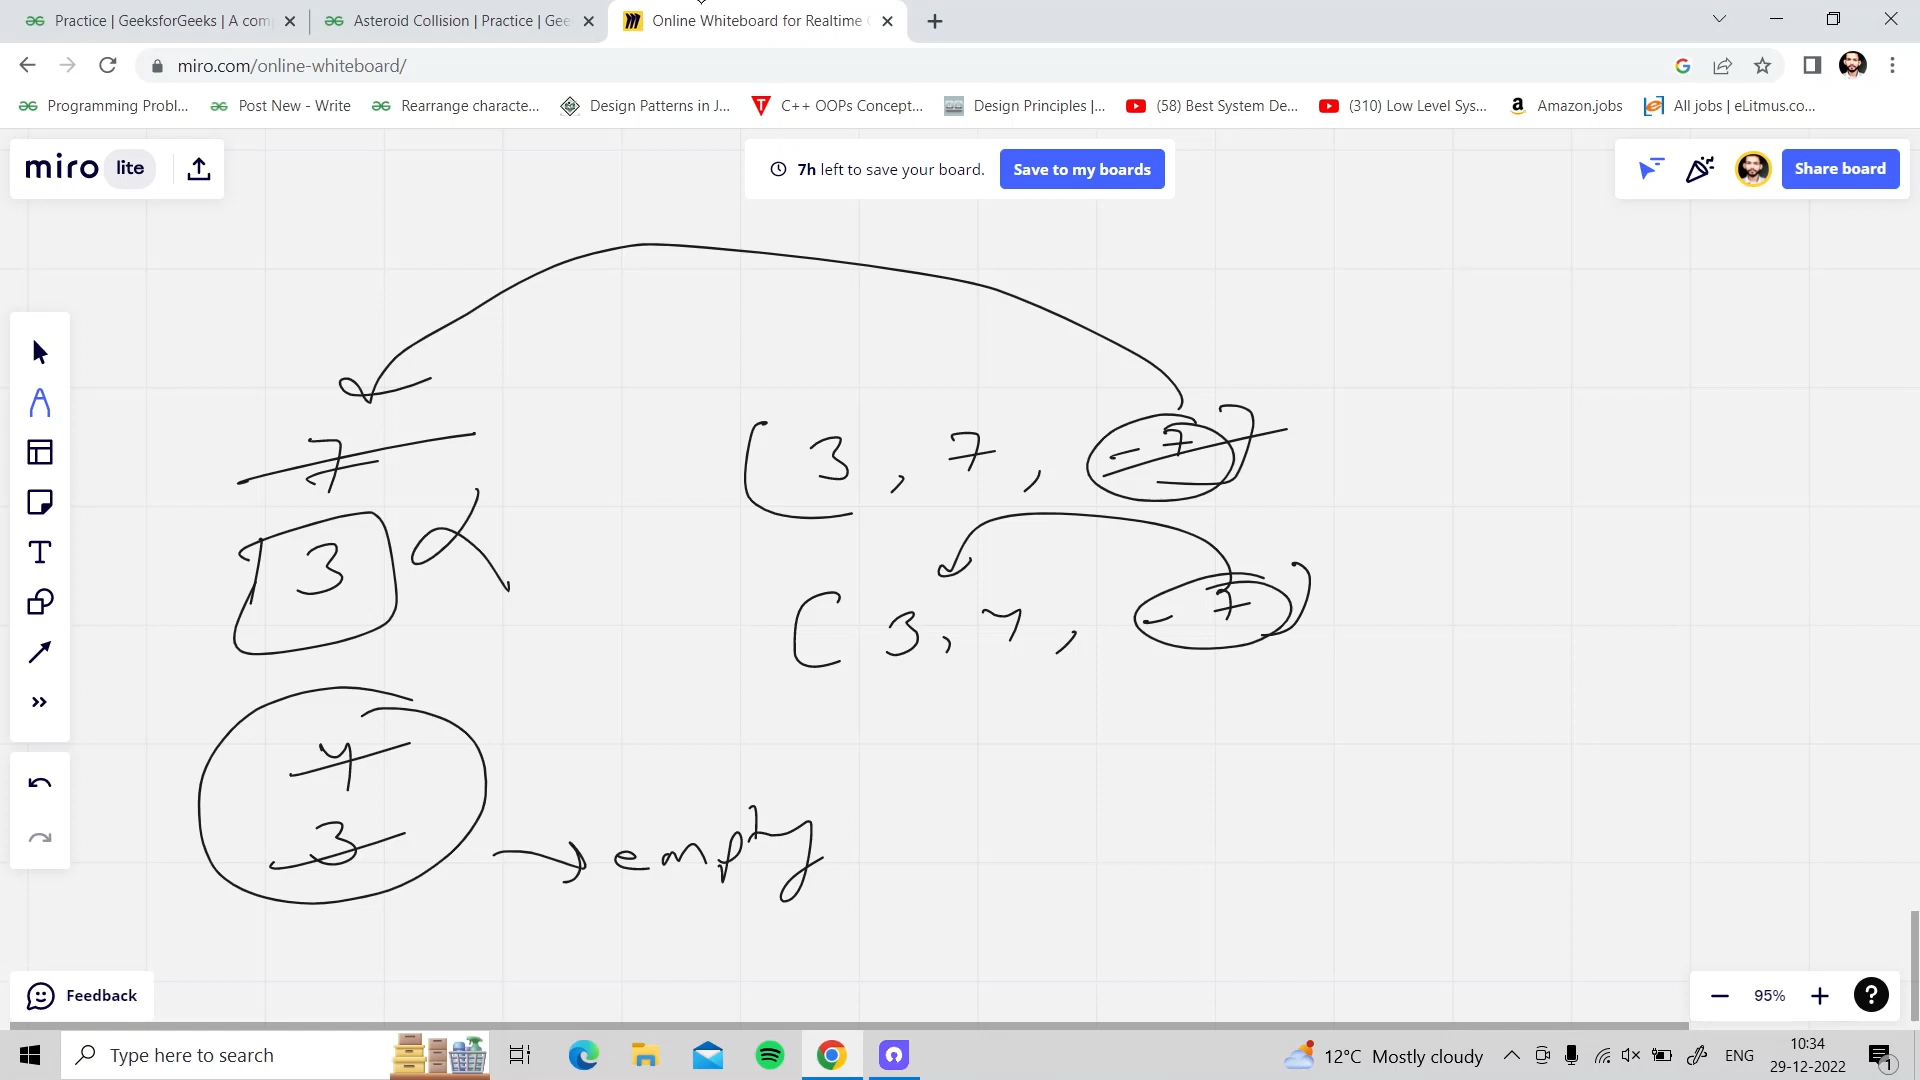 Practice | GeeksforGeeks | A com
Asteroid Collision | Practice | Gee
Online Whiteboard for Realtime C
miro.com/online-whiteboard/
Programming Probl...
Post New - Write
Rearrange characte...
Design Patterns in J...
C++ OOPs Concept...
Design Principles |...
(58) Best System De...
(310) Low Level Sys...
Amazon.jobs
All jobs | eLitmus.co...
miro lite
7h left to save your board.
Save to my boards
Share board
7
[3, 7, -7]
3
[3, 4, -7]
4
3
→ empty
Feedback
95%
Type here to search
12°C Mostly cloudy
ENG
10:34
29-12-2022
1